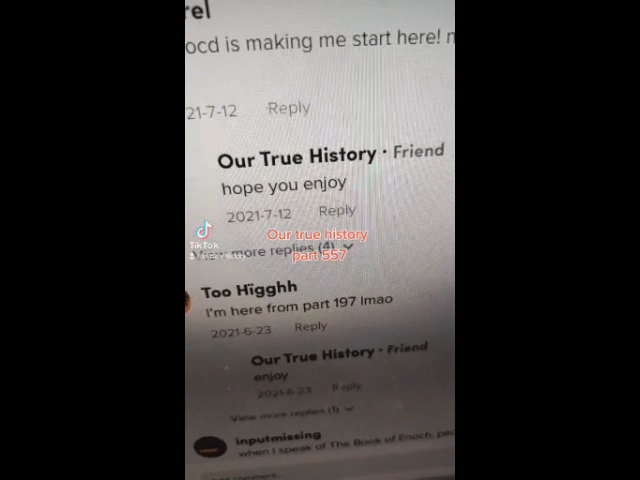 rel
ocd is making me start here!
21-7-12 Reply
Our True History · Friend
hope you enjoy
2021-7-12 Reply
Our true history
part 557
TikTok
View more replies (4)
Too Hïgghh
I'm here from part 197 lmao
2021-6-23 Reply
Our True History · Friend
enjoy
2021-6-23 Reply
View more replies (1)
inputmissing
when I speak of The Book of Enoch,